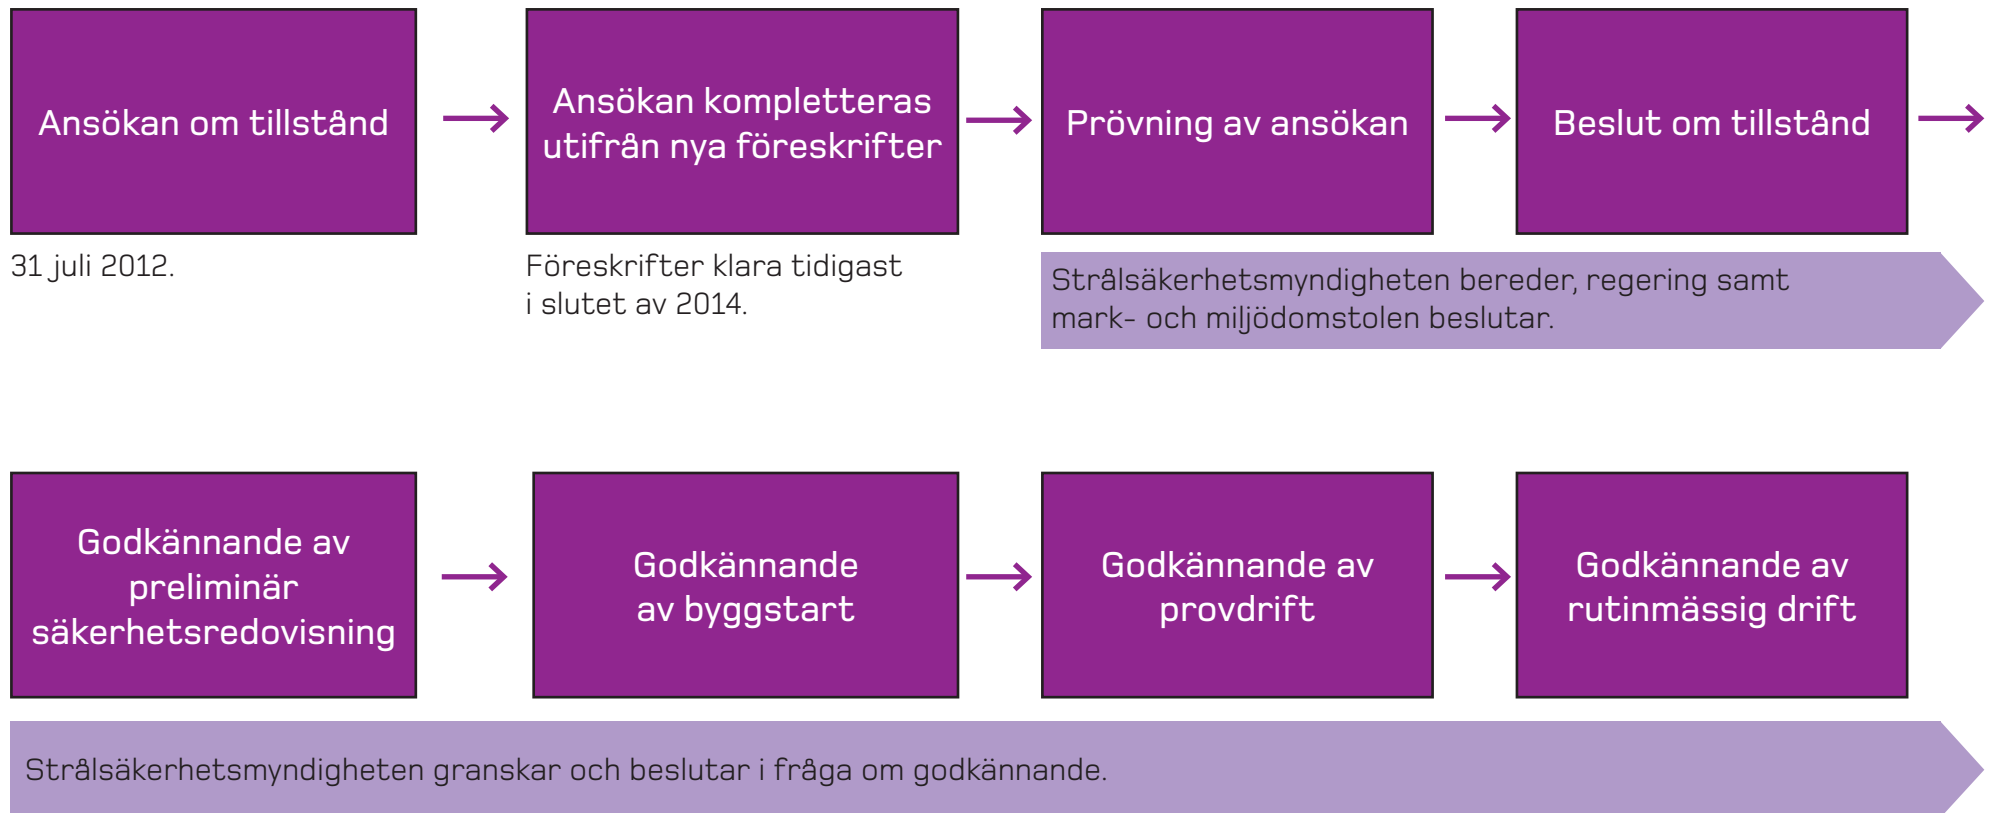 Ansökan om tillstånd
Ansökan kompletteras
utifrån nya föreskrifter
Prövning av ansökan
Beslut om tillstånd
31 juli 2012.
Föreskrifter klara tidigast
i slutet av 2014.
Strålsäkerhetsmyndigheten bereder, regering samt
mark- och miljödomstolen beslutar.
Godkännande av
preliminär
säkerhetsredovisning
Godkännande
av byggstart
Godkännande av
provdrift
Godkännande av
rutinmässig drift
Strålsäkerhetsmyndigheten granskar och beslutar i fråga om godkännande.